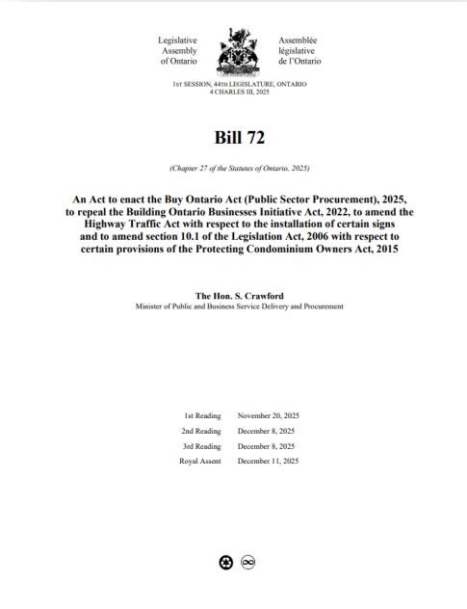 Legislative
Assembly
of Ontario
Assemblée
législative
de l'Ontario
1ST SESSION, 44TH LEGISLATURE, ONTARIO
4 CHARLES III, 2025
Bill 72
(Chapter 27 of the Statutes of Ontario, 2025)
An Act to enact the Buy Ontario Act (Public Sector Procurement), 2025,
to repeal the Building Ontario Businesses Initiative Act, 2022, to amend the
Highway Traffic Act with respect to the installation of certain signs
and to amend section 10.1 of the Legislation Act, 2006 with respect to
certain provisions of the Protecting Condominium Owners Act, 2015
The Hon. S. Crawford
Minister of Public and Business Service Delivery and Procurement
1st Reading November 20, 2025
2nd Reading December 8, 2025
3rd Reading December 8, 2025
Royal Assent December 11, 2025